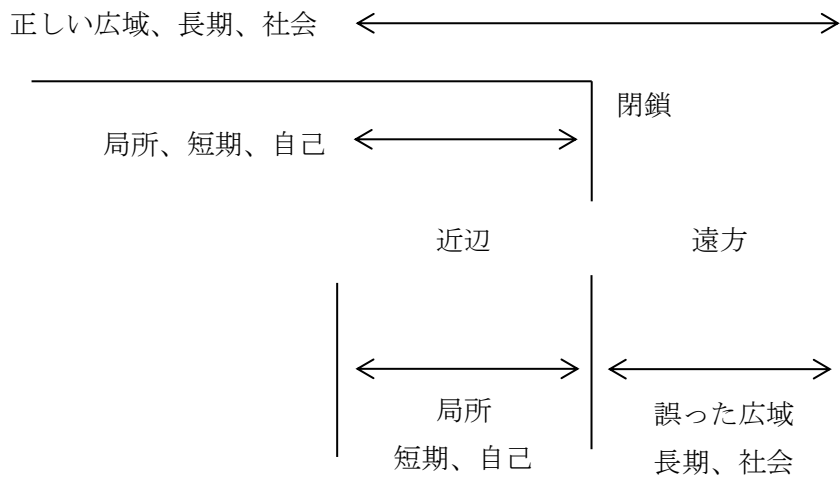 正しい広域、長期、社会
閉鎖
局所、短期、自己
近辺
遠方
局所
短期、自己
誤った広域
長期、社会